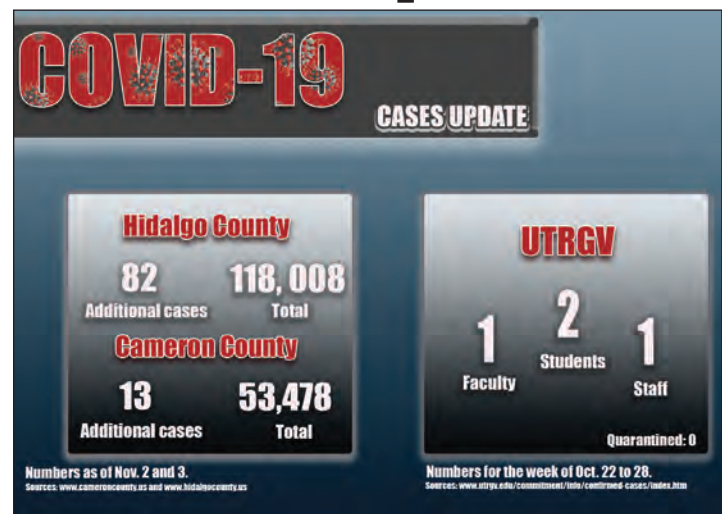 COVID-19
CASES UPDATE
Hidalgo County
82 118, 008
Additional cases Total
Cameron County
13 53,478
Additional cases Total
Numbers as of Nov. 2 and 3.
Sources: www.cameroncounty.us and www.hidalgocounty.us
UTRGV
1 2 1
Faculty Students Staff
Quarantined: 0
Numbers for the week of Oct. 22 to 28.
Sources: www.utrgv.edu/commitment/info/confirmed-cases/index.htm